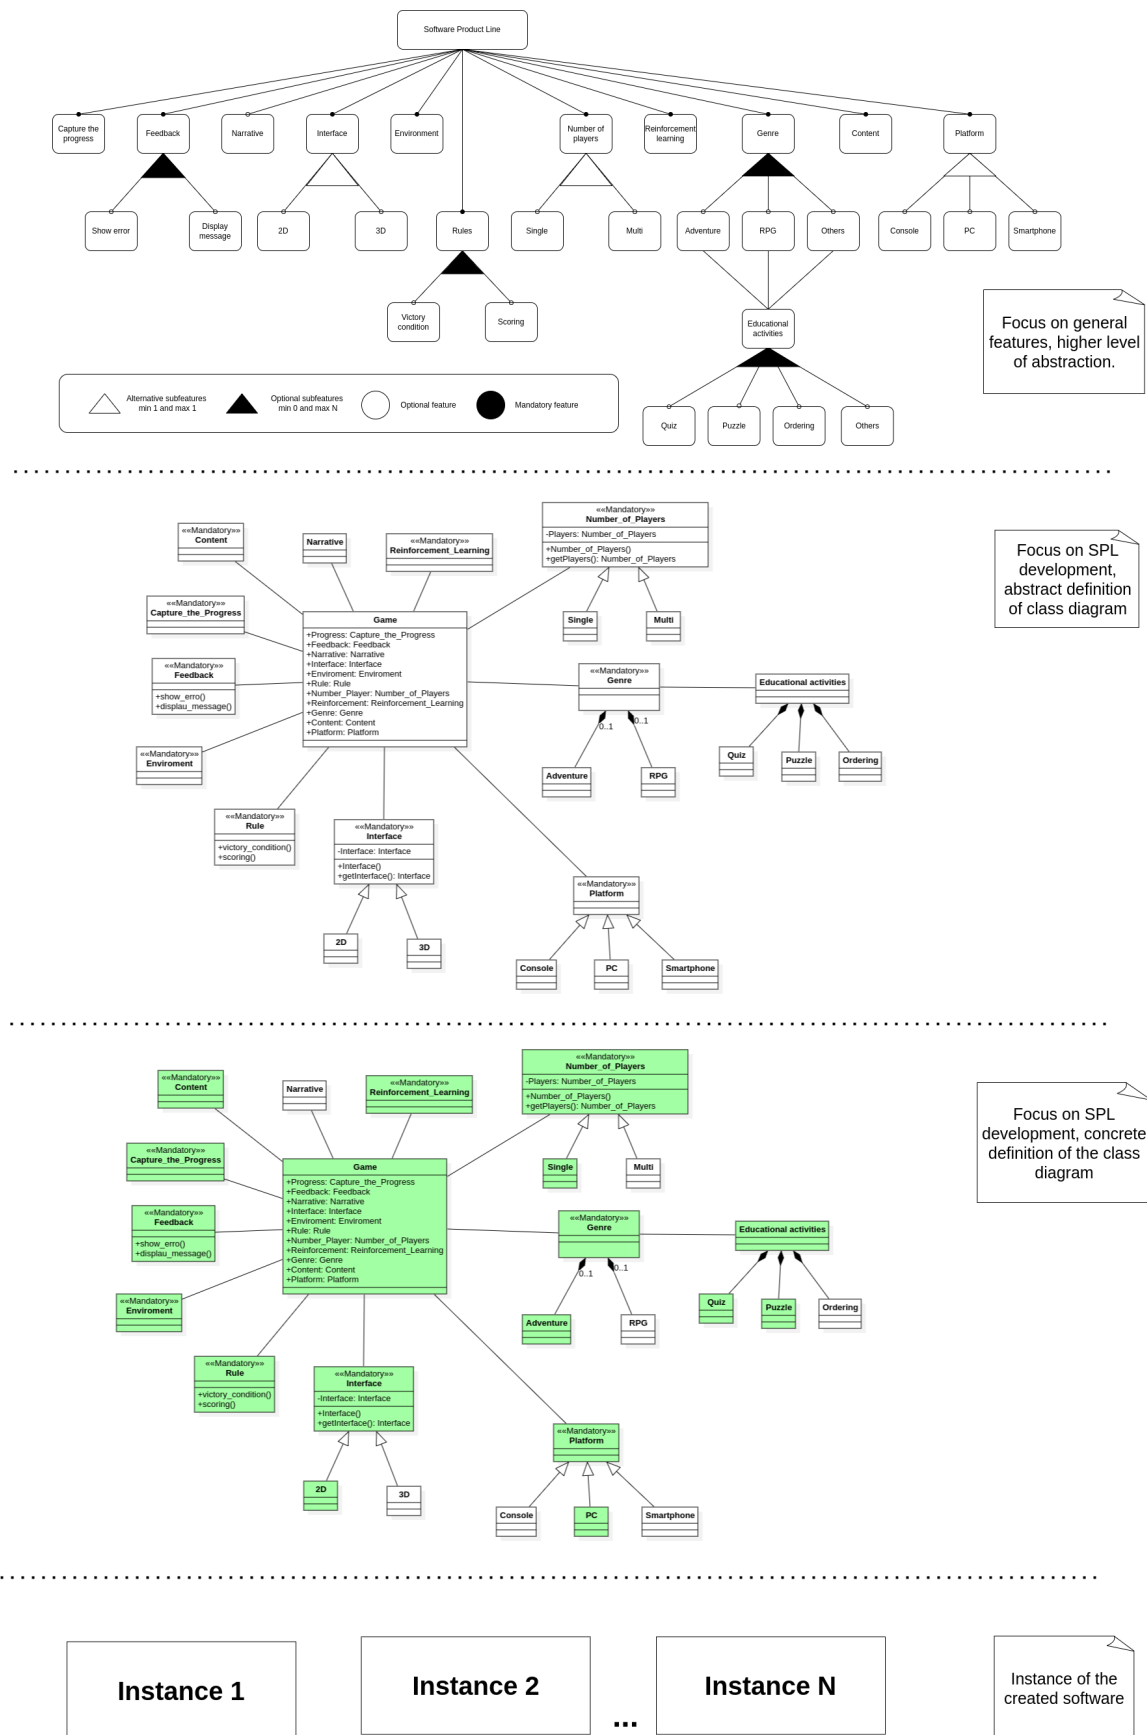 Software Product Line
Capture the
progress
Feedback
Narrative
Interface
Environment
Number of
players
Reinforcement
learning
Genre
Content
Platform
Show error
Display
message
2D
3D
Rules
Single
Multi
Adventure
RPG
Others
Console
PC
Smartphone
Victory
condition
Scoring
Educational
activities
Focus on general
features, higher level
of abstraction.
Alternative subfeatures
min 1 and max 1
Optional subfeatures
min 0 and max N
Optional feature
Mandatory feature
Quiz
Puzzle
Ordering
Others
««Mandatory»»
Content
Narrative
««Mandatory»»
Reinforcement_Learning
««Mandatory»»
Number_of_Players
-Players: Number_of_Players
+Number_of_Players()
+getPlayers(): Number_of_Players
Focus on SPL
development,
abstract definition
of class diagram
««Mandatory»»
Capture_the_Progress
Game
+Progress: Capture_the_Progress
+Feedback: Feedback
+Narrative: Narrative
+Interface: Interface
+Enviroment: Enviroment
+Rule: Rule
+Number_Player: Number_of_Players
+Reinforcement: Reinforcement_Learning
+Genre: Genre
+Content: Content
+Platform: Platform
Single
Multi
««Mandatory»»
Feedback
+show_erro()
+displau_message()
««Mandatory»»
Genre
0..1
0..1
Educational activities
««Mandatory»»
Enviroment
Adventure
RPG
Quiz
Puzzle
Ordering
««Mandatory»»
Rule
+victory_condition()
+scoring()
««Mandatory»»
Interface
-Interface: Interface
+Interface()
+getInterface(): Interface
««Mandatory»»
Platform
2D
3D
Console
PC
Smartphone
««Mandatory»»
Content
Narrative
««Mandatory»»
Reinforcement_Learning
««Mandatory»»
Number_of_Players
-Players: Number_of_Players
+Number_of_Players()
+getPlayers(): Number_of_Players
Focus on SPL
development, concrete
definition of the class
diagram
««Mandatory»»
Capture_the_Progress
Game
+Progress: Capture_the_Progress
+Feedback: Feedback
+Narrative: Narrative
+Interface: Interface
+Enviroment: Enviroment
+Rule: Rule
+Number_Player: Number_of_Players
+Reinforcement: Reinforcement_Learning
+Genre: Genre
+Content: Content
+Platform: Platform
Single
Multi
««Mandatory»»
Feedback
+show_erro()
+displau_message()
««Mandatory»»
Genre
0..1
0..1
Educational activities
««Mandatory»»
Enviroment
Adventure
RPG
Quiz
Puzzle
Ordering
««Mandatory»»
Rule
+victory_condition()
+scoring()
««Mandatory»»
Interface
-Interface: Interface
+Interface()
+getInterface(): Interface
««Mandatory»»
Platform
2D
3D
Console
PC
Smartphone
Instance 1
Instance 2
...
Instance N
Instance of the
created software